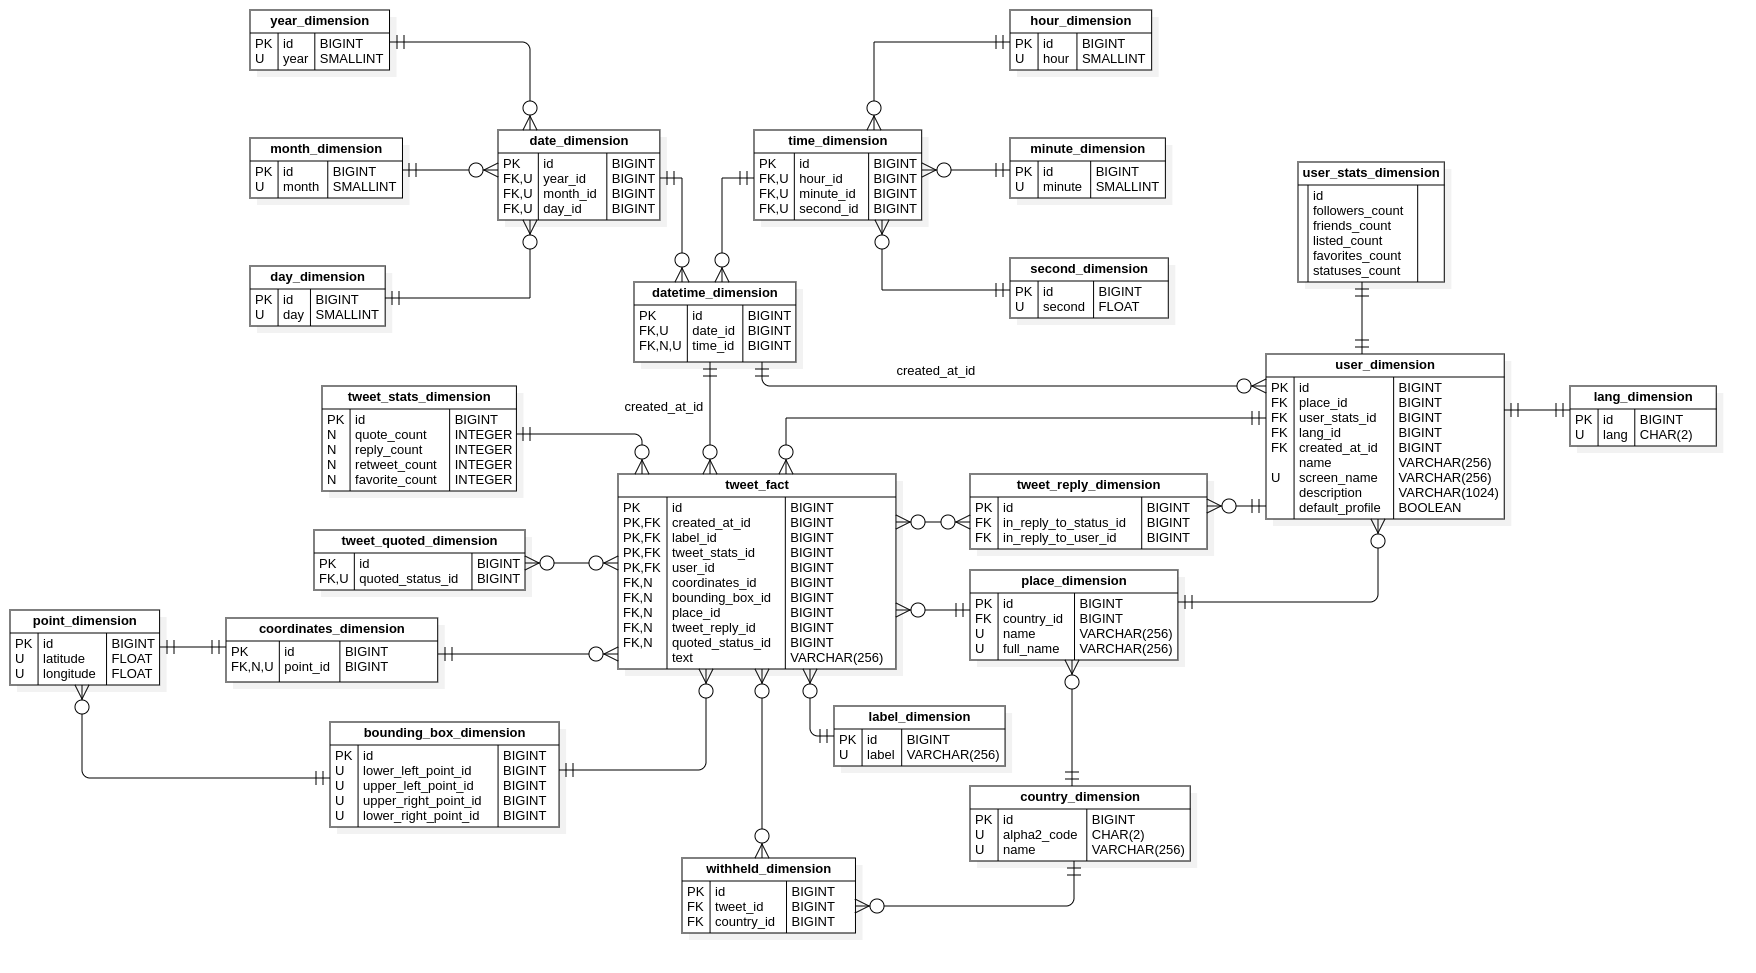 year_dimension
PK id BIGINT
U year SMALLINT
hour_dimension
PK id BIGINT
U hour SMALLINT
month_dimension
PK id BIGINT
U month SMALLINT
date_dimension
PK id BIGINT
FK,U year_id BIGINT
FK,U month_id BIGINT
FK,U day_id BIGINT
time_dimension
PK id BIGINT
FK,U hour_id BIGINT
FK,U minute_id BIGINT
FK,U second_id BIGINT
minute_dimension
PK id BIGINT
U minute SMALLINT
user_stats_dimension
id
followers_count
friends_count
listed_count
favorites_count
statuses_count
day_dimension
PK id BIGINT
U day SMALLINT
datetime_dimension
PK id BIGINT
FK,U date_id BIGINT
FK,N,U time_id BIGINT
second_dimension
PK id BIGINT
U second FLOAT
created_at_id
created_at_id
user_dimension
PK id BIGINT
FK place_id BIGINT
FK user_stats_id BIGINT
FK lang_id BIGINT
FK created_at_id BIGINT
name VARCHAR(256)
U screen_name VARCHAR(256)
description VARCHAR(1024)
default_profile BOOLEAN
lang_dimension
PK id BIGINT
U lang CHAR(2)
tweet_stats_dimension
PK id BIGINT
N quote_count INTEGER
N reply_count INTEGER
N retweet_count INTEGER
N favorite_count INTEGER
tweet_fact
PK id BIGINT
PK,FK created_at_id BIGINT
PK,FK label_id BIGINT
PK,FK tweet_stats_id BIGINT
PK,FK user_id BIGINT
FK,N coordinates_id BIGINT
FK,N bounding_box_id BIGINT
FK,N place_id BIGINT
FK,N tweet_reply_id BIGINT
FK,N quoted_status_id BIGINT
text VARCHAR(256)
tweet_reply_dimension
PK id BIGINT
FK in_reply_to_status_id BIGINT
FK in_reply_to_user_id BIGINT
tweet_quoted_dimension
PK id BIGINT
FK,U quoted_status_id BIGINT
place_dimension
PK id BIGINT
FK country_id BIGINT
U name VARCHAR(256)
U full_name VARCHAR(256)
point_dimension
PK id BIGINT
U latitude FLOAT
U longitude FLOAT
coordinates_dimension
PK id BIGINT
FK,N,U point_id BIGINT
label_dimension
PK id BIGINT
U label VARCHAR(256)
bounding_box_dimension
PK id BIGINT
U lower_left_point_id BIGINT
U upper_left_point_id BIGINT
U upper_right_point_id BIGINT
U lower_right_point_id BIGINT
country_dimension
PK id BIGINT
U alpha2_code CHAR(2)
U name VARCHAR(256)
withheld_dimension
PK id BIGINT
FK tweet_id BIGINT
FK country_id BIGINT